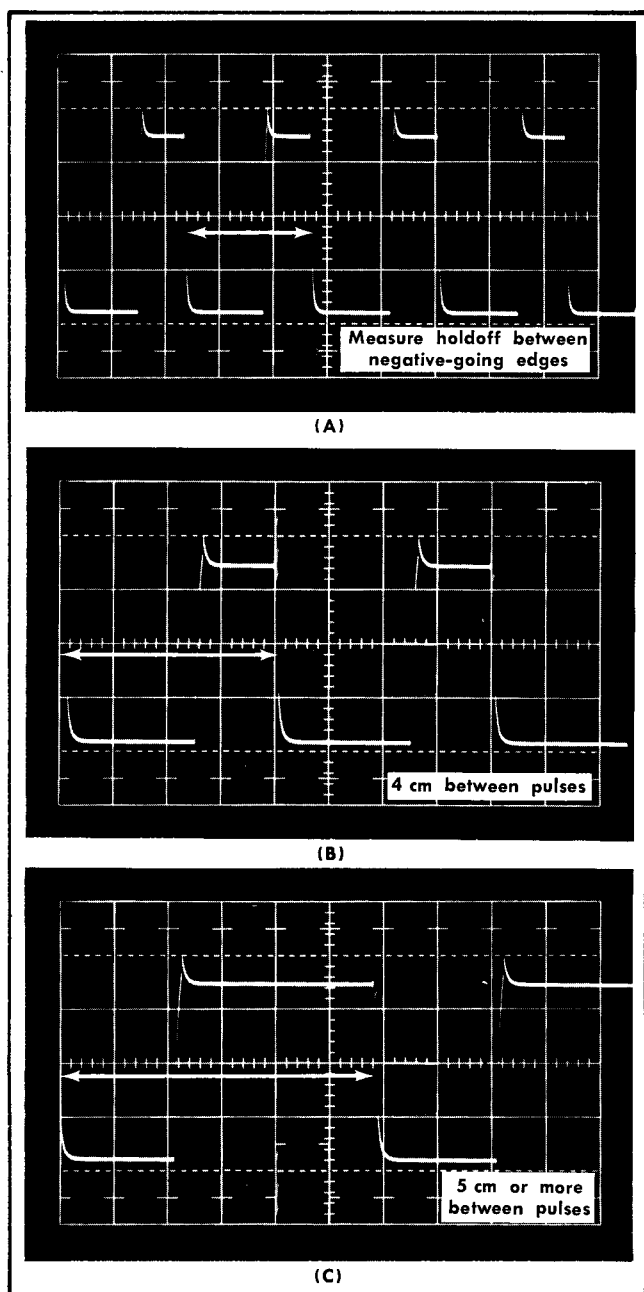 Measure holdoff between
negative-going edges
(A)
4 cm between pulses
(B)
5 cm or more
between pulses
(C)